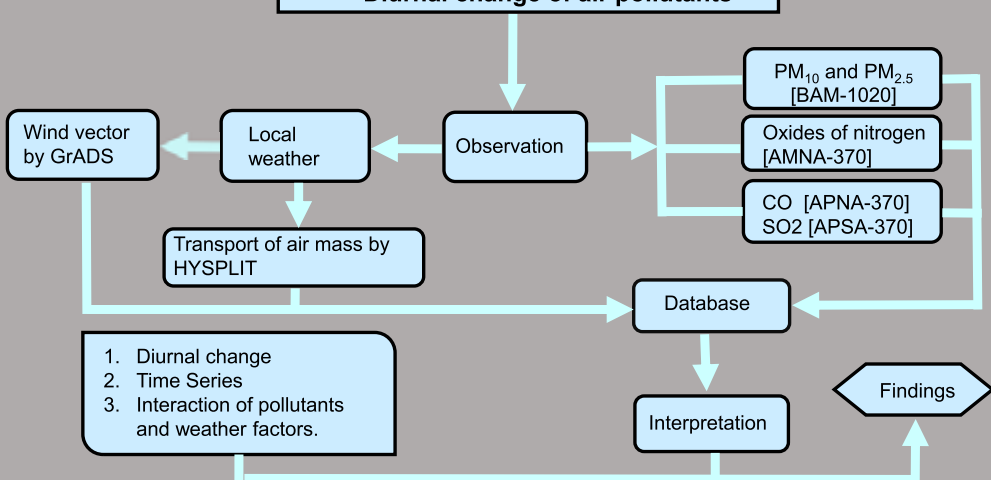 Diurnal change of air pollutants
PM10 and PM2.5
[BAM-1020]
Wind vector
by GrADS
Local
weather
Observation
Oxides of nitrogen
[AMNA-370]
CO [APNA-370]
SO2 [APSA-370]
Transport of air mass by
HYSPLIT
Database
1. Diurnal change
2. Time Series
3. Interaction of pollutants
and weather factors.
Findings
Interpretation